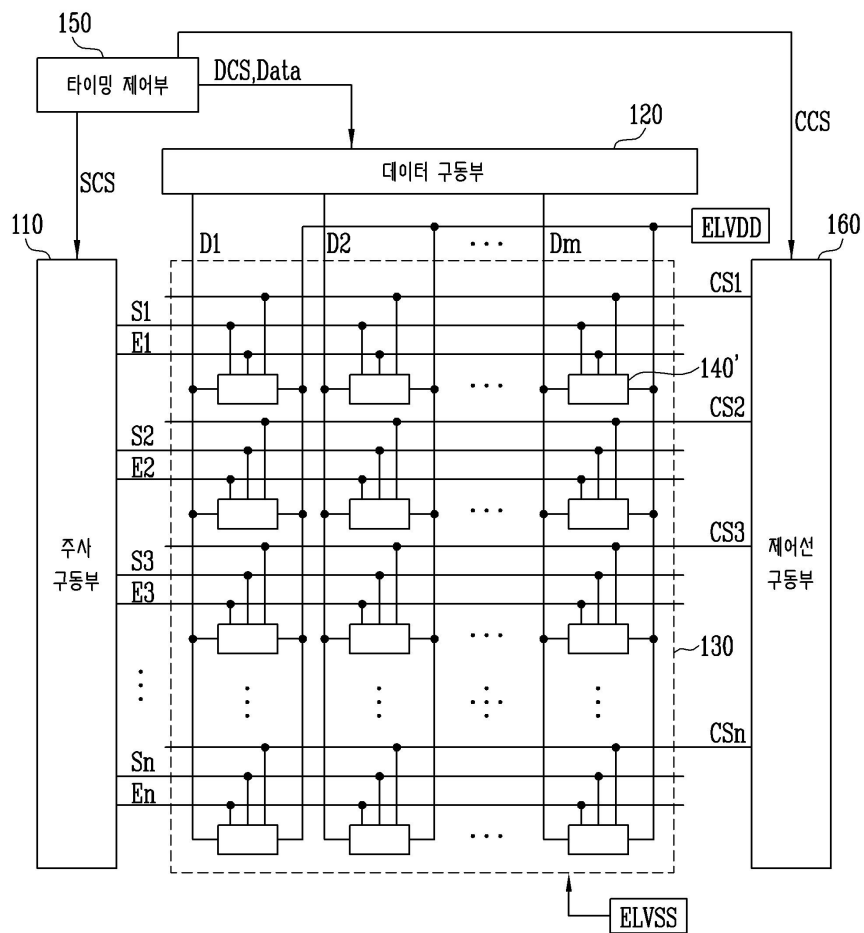 150
타이밍 제어부
DCS,Data
120
CCS
데이터 구동부
SCS
110
160
D1
D2
...
Dm
ELVDD
CS1
S1
E1
140'
...
CS2
S2
E2
...
CS3
주사
구동부
제어선
구동부
S3
E3
...
130
CSn
Sn
En
...
ELVSS